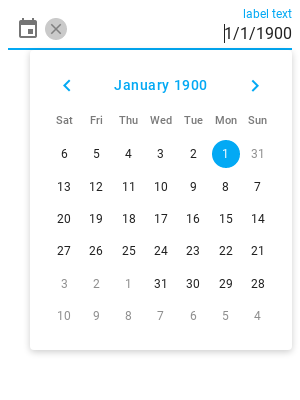 label text
1/1/1900
January 1900
Sat Fri Thu Wed Tue Mon Sun
6 5 4 3 2 1 31
13 12 11 10 9 8 7
20 19 18 17 16 15 14
27 26 25 24 23 22 21
3 2 1 31 30 29 28
10 9 8 7 6 5 4